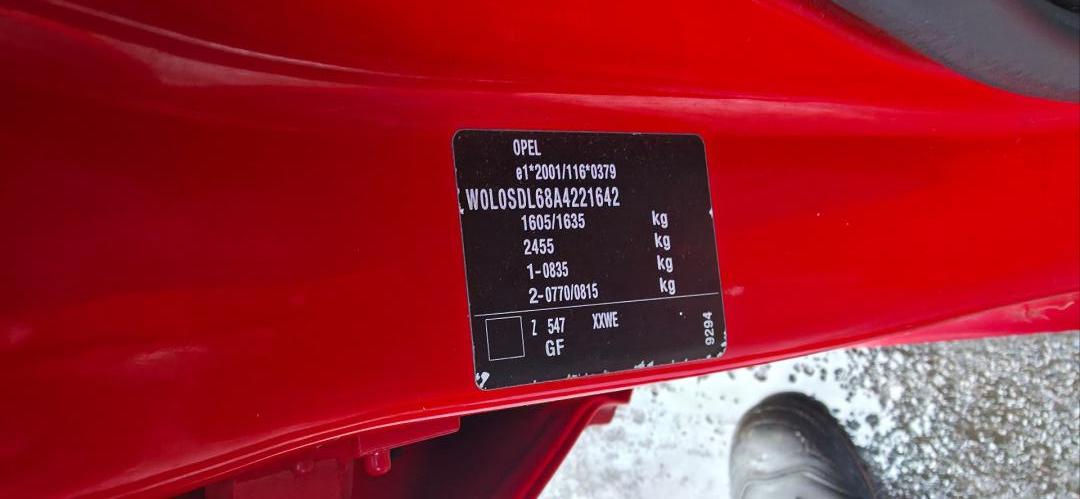 OPEL
e1*2001/116*0379
W0L0SDL68A4221642
1605/1635 kg
2455 kg
1-0835 kg
2-0770/0815 kg
Z 547 XXWE
GF
9294